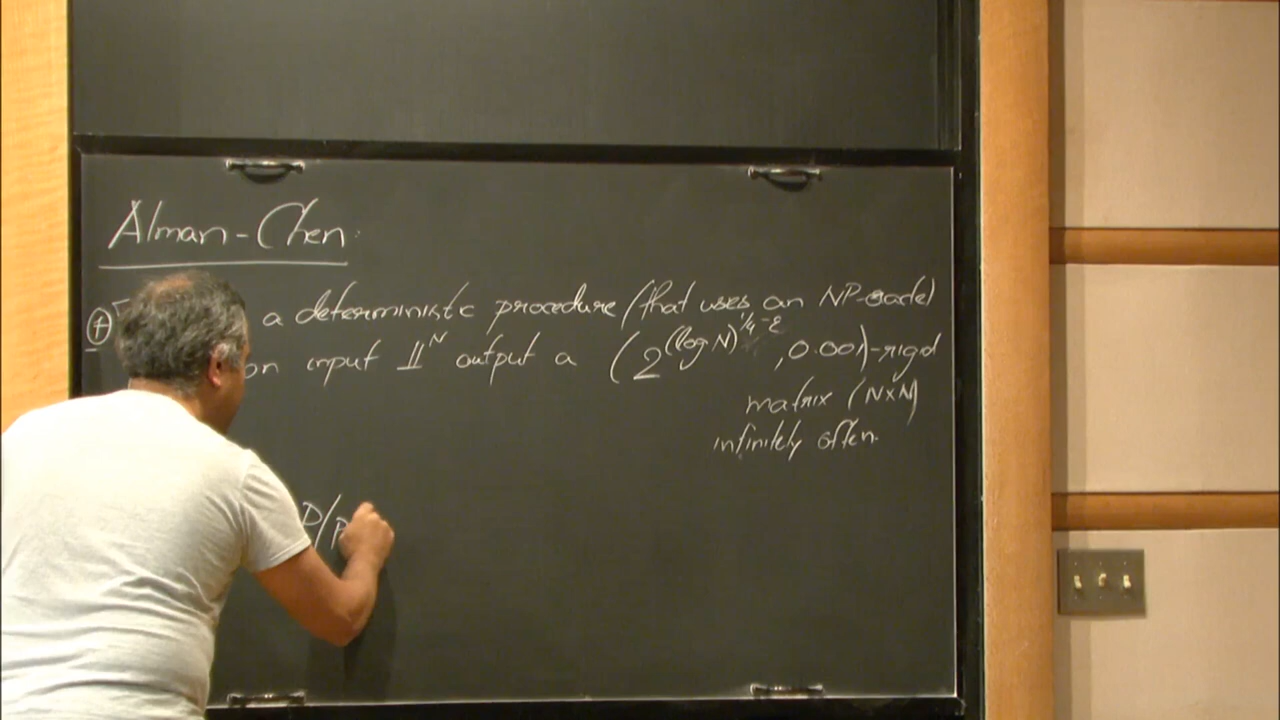 Alman-Chen:
a deterministic procedure (that uses an NP-oracle)
on input 1^N output a (2^{(log N)^{1/4-ε}}, 0.001)-rigid
matrix (N×N)
infinitely often.
P/p